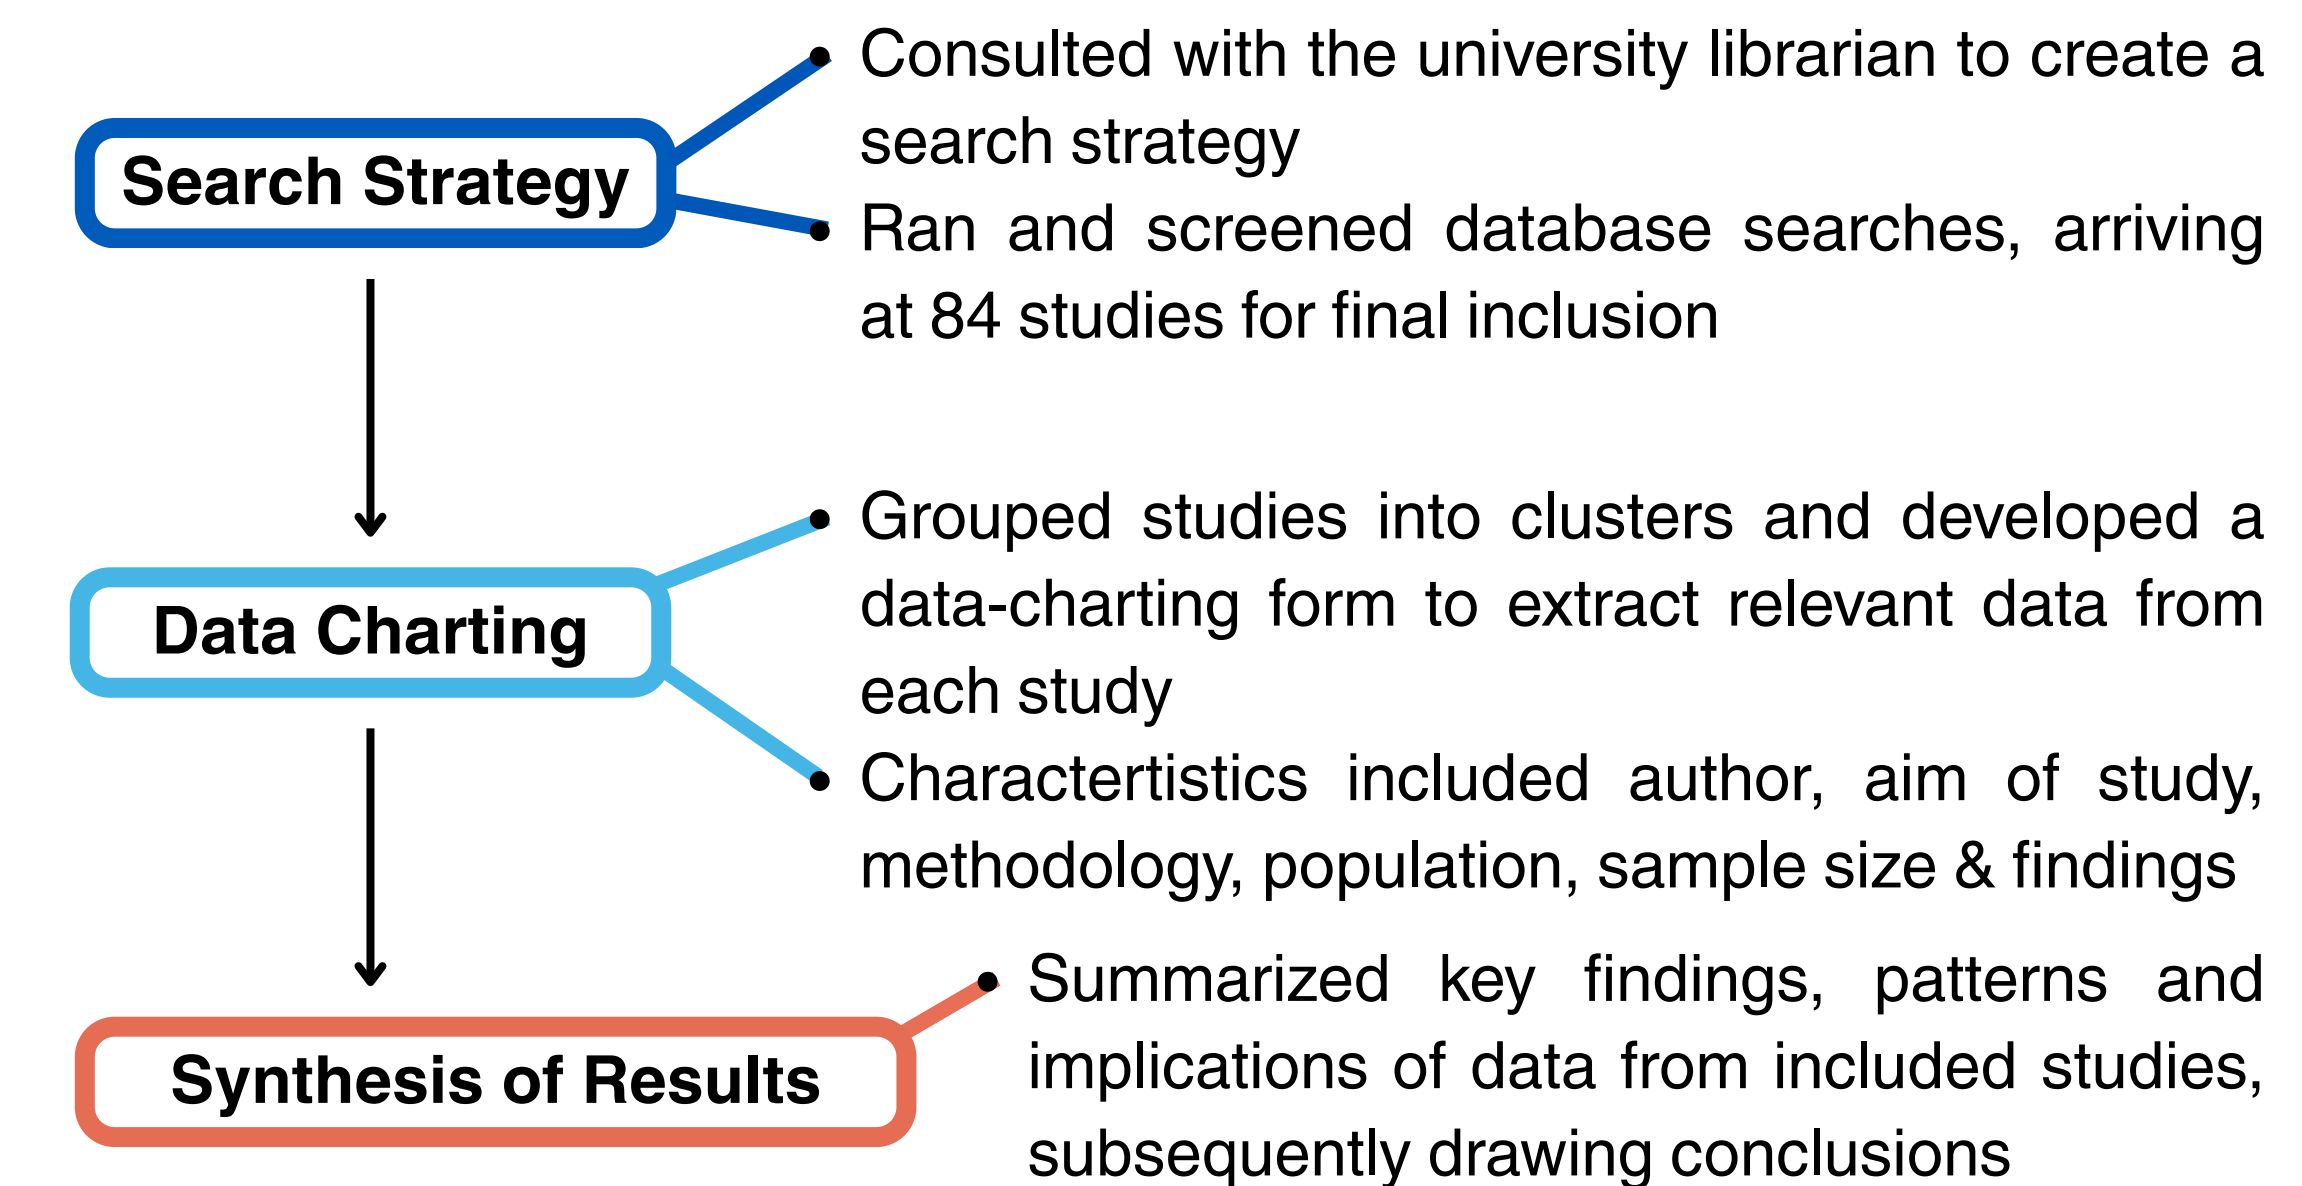 Search Strategy
Consulted with the university librarian to create a
search strategy
Ran and screened database searches, arriving
at 84 studies for final inclusion
Data Charting
Grouped studies into clusters and developed a
data-charting form to extract relevant data from
each study
Charactertistics included author, aim of study,
methodology, population, sample size & findings
Synthesis of Results
Summarized key findings, patterns and
implications of data from included studies,
subsequently drawing conclusions